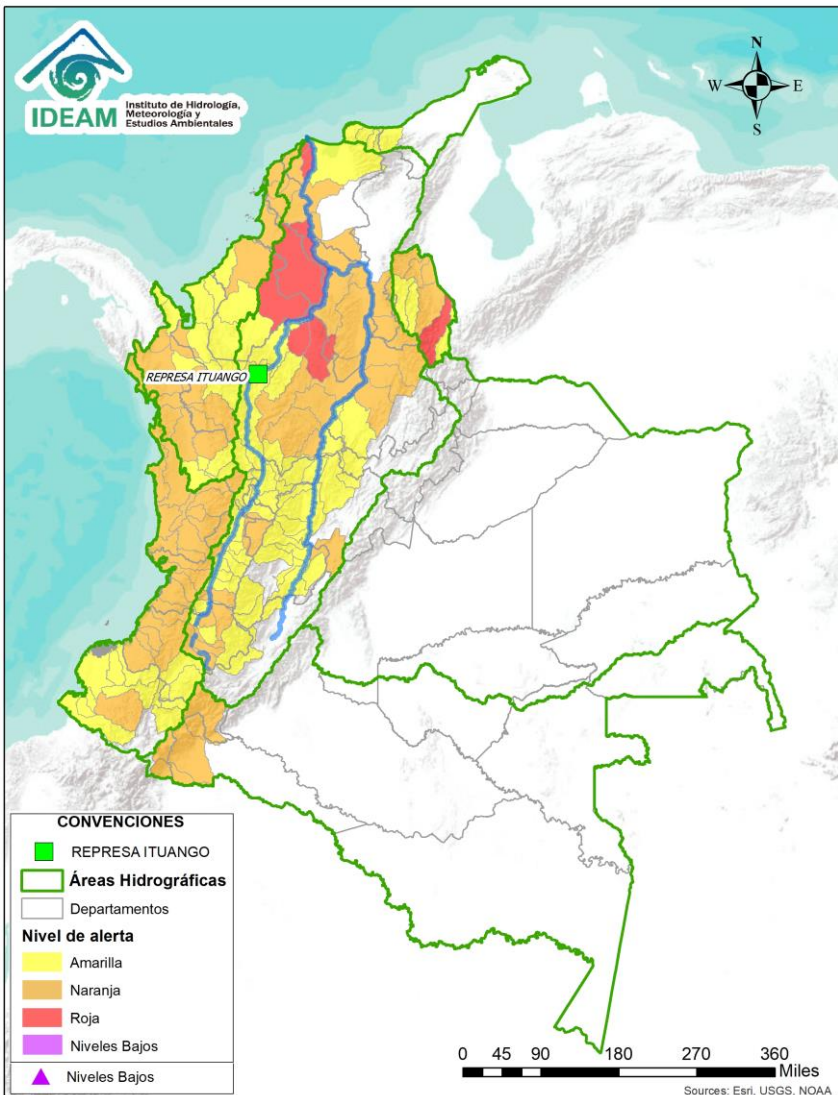 IDEAM
Instituto de Hidrología,
Meteorología y
Estudios Ambientales
N
W
E
S
REPRESA ITUANGO
CONVENCIONES
REPRESA ITUANGO
Áreas Hidrográficas
Departamentos
Nivel de alerta
Amarilla
Naranja
Roja
Niveles Bajos
Niveles Bajos
0 45 90 180 270 360
Miles
Sources: Esri, USGS, NOAA